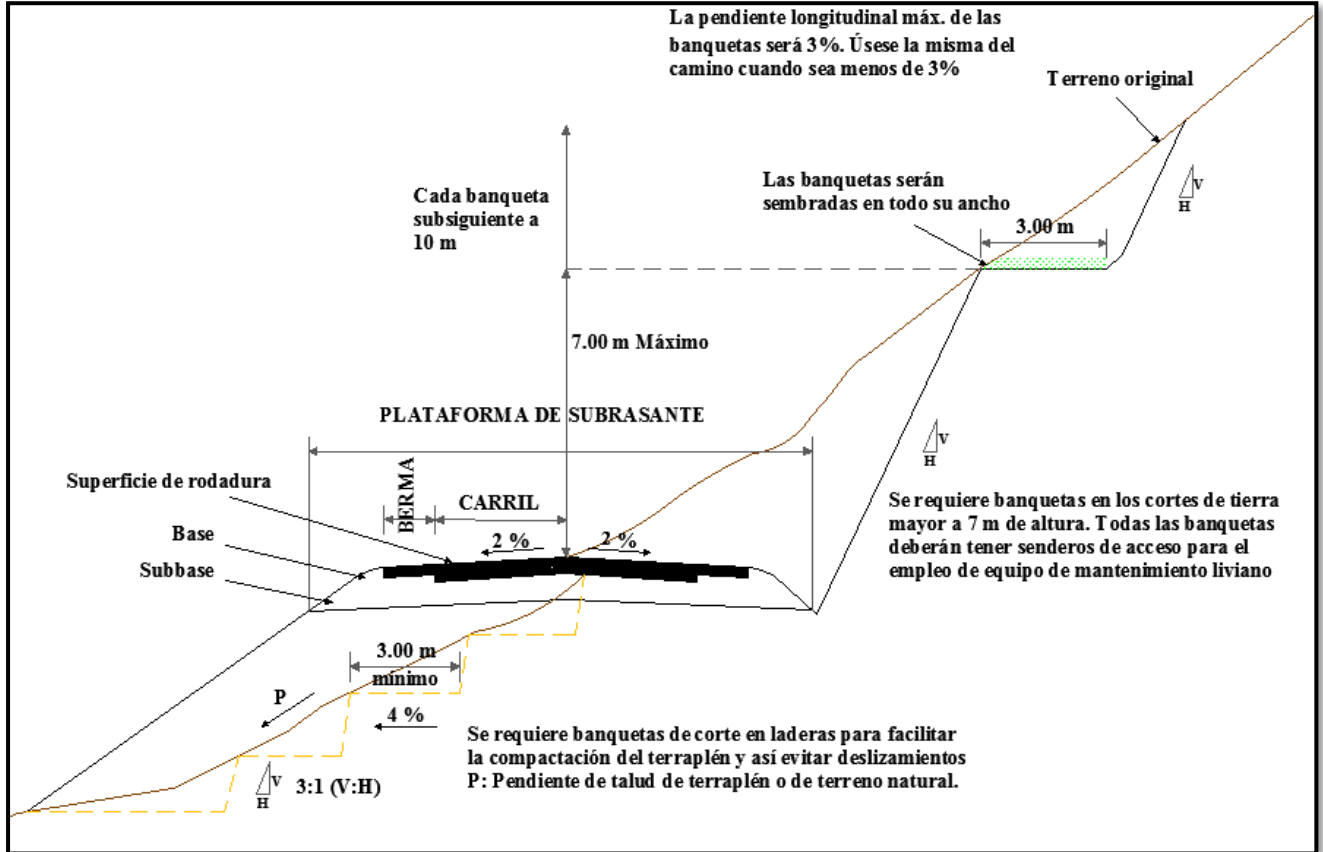 La pendiente longitudinal máx. de las
banquetas será 3%. Úsese la misma del
camino cuando sea menos de 3%
Terreno original
Cada banqueta
subsiguiente a
10 m
Las banquetas serán
sembradas en todo su ancho
3.00 m
V
H
7.00 m Máximo
PLATAFORMA DE SUBRASANTE
V
H
Superficie de rodadura
BERMA
CARRIL
Base
2 %
2 %
Subbase
Se requiere banquetas en los cortes de tierra
mayor a 7 m de altura. Todas las banquetas
deberán tener senderos de acceso para el
empleo de equipo de mantenimiento liviano
3.00 m
mínimo
P
4 %
Se requiere banquetas de corte en laderas para facilitar
la compactación del terraplén y así evitar deslizamientos
P: Pendiente de talud de terraplén o de terreno natural.
V
H
3:1 (V:H)